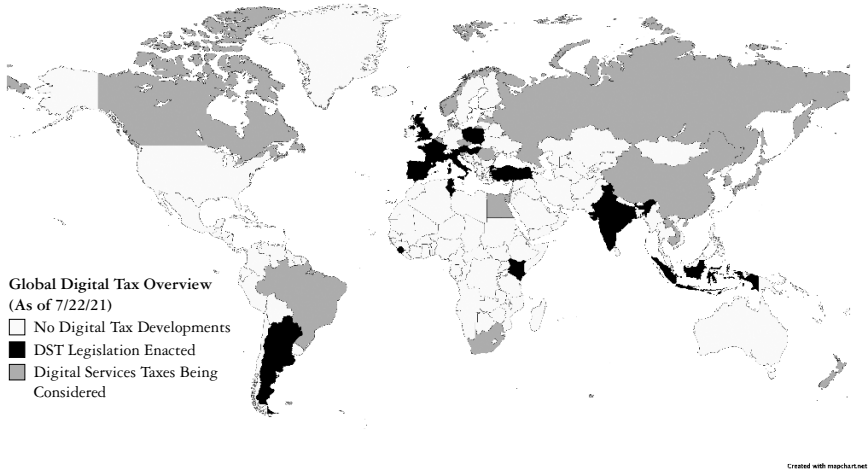 Global Digital Tax Overview
(As of 7/22/21)
No Digital Tax Developments
DST Legislation Enacted
Digital Services Taxes Being
Considered
Created with mapchart.net